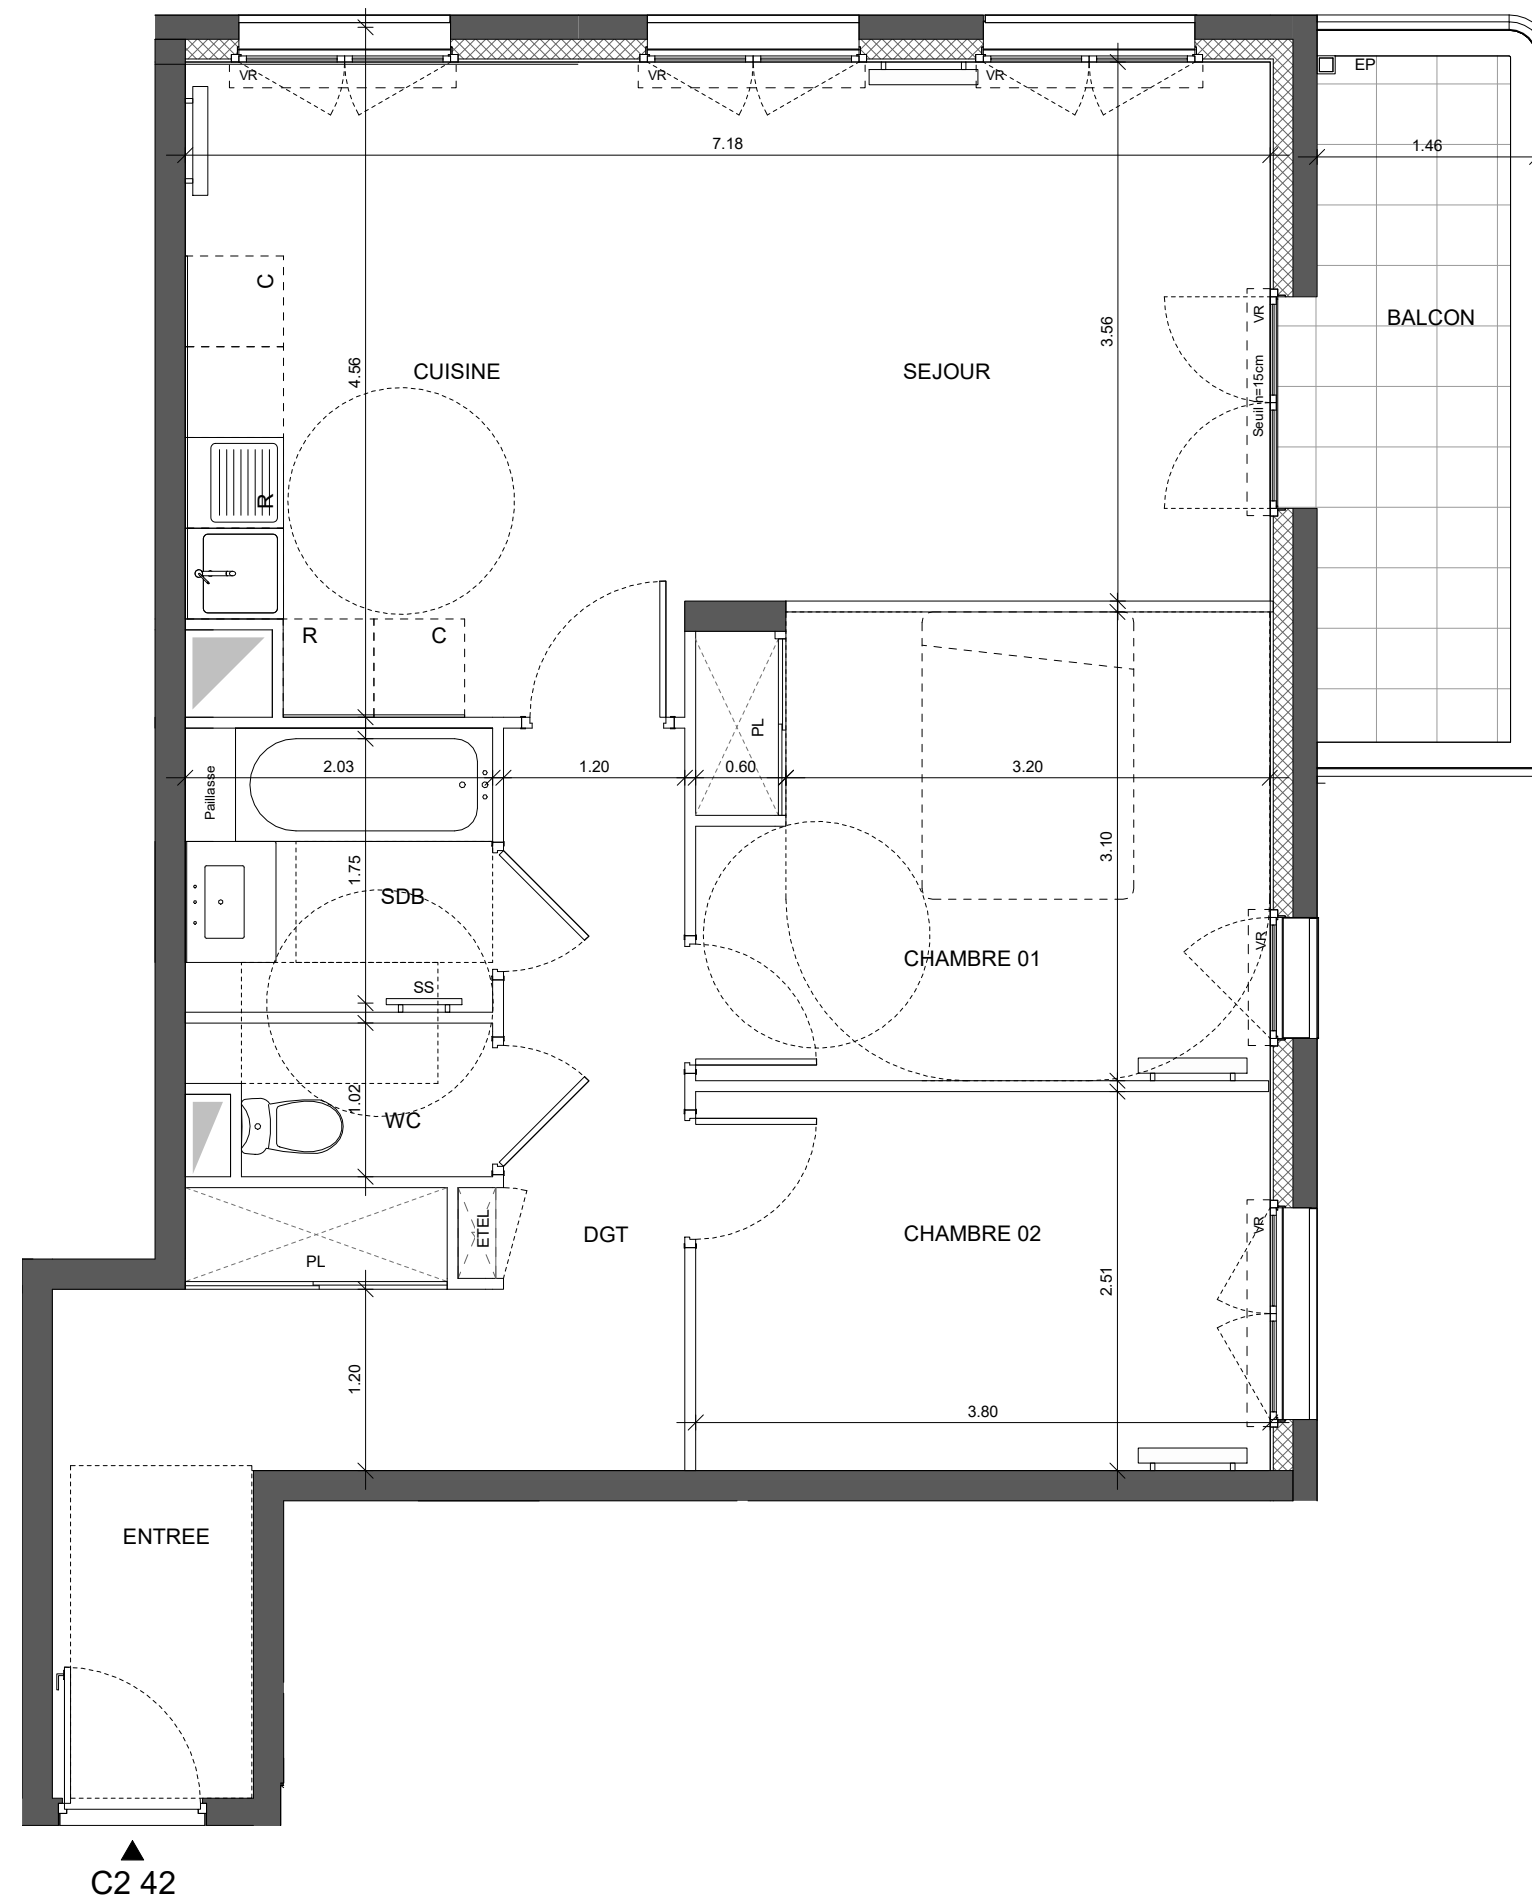 VR
VR
VR
EP
7.18
1.46
C
VR
BALCON
3.56
4.56
CUISINE
SEJOUR
Seuil h=15cm
R
R
C
PL
2.03
1.20
0.60
3.20
Paillasse
3.10
1.75
SDB
VR
CHAMBRE 01
SS
1.02
WC
ETEL
DGT
CHAMBRE 02
VR
PL
2.51
1.20
3.80
ENTREE
C2 42